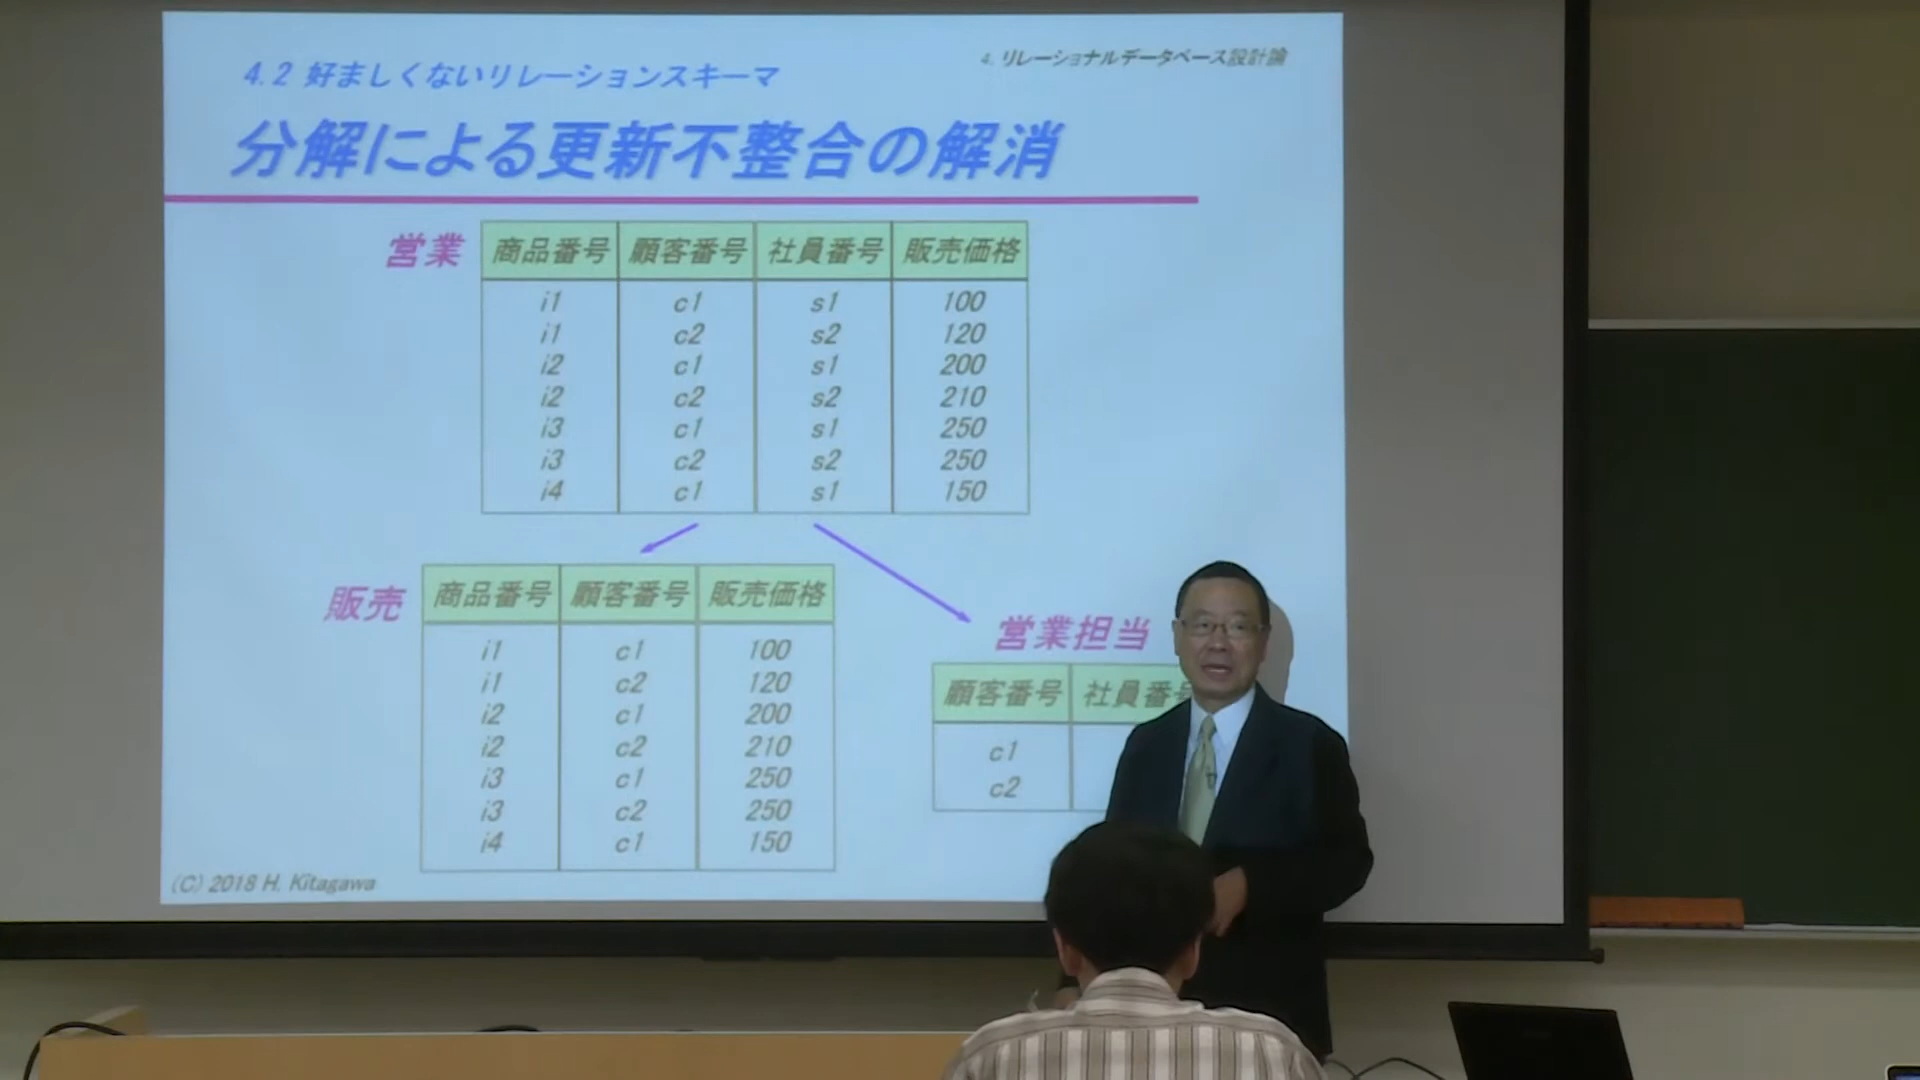 4.2 好ましくないリレーションスキーマ
4. リレーショナルデータベース設計論
分解による更新不整合の解消
営業
商品番号 顧客番号 社員番号 販売価格
i1 c1 s1 100
i1 c2 s2 120
i2 c1 s1 200
i2 c2 s2 210
i3 c1 s1 250
i3 c2 s2 250
i4 c1 s1 150
販売
商品番号 顧客番号 販売価格
i1 c1 100
i1 c2 120
i2 c1 200
i2 c2 210
i3 c1 250
i3 c2 250
i4 c1 150
営業担当
顧客番号 社員番
c1
c2
(C) 2018 H. Kitagawa